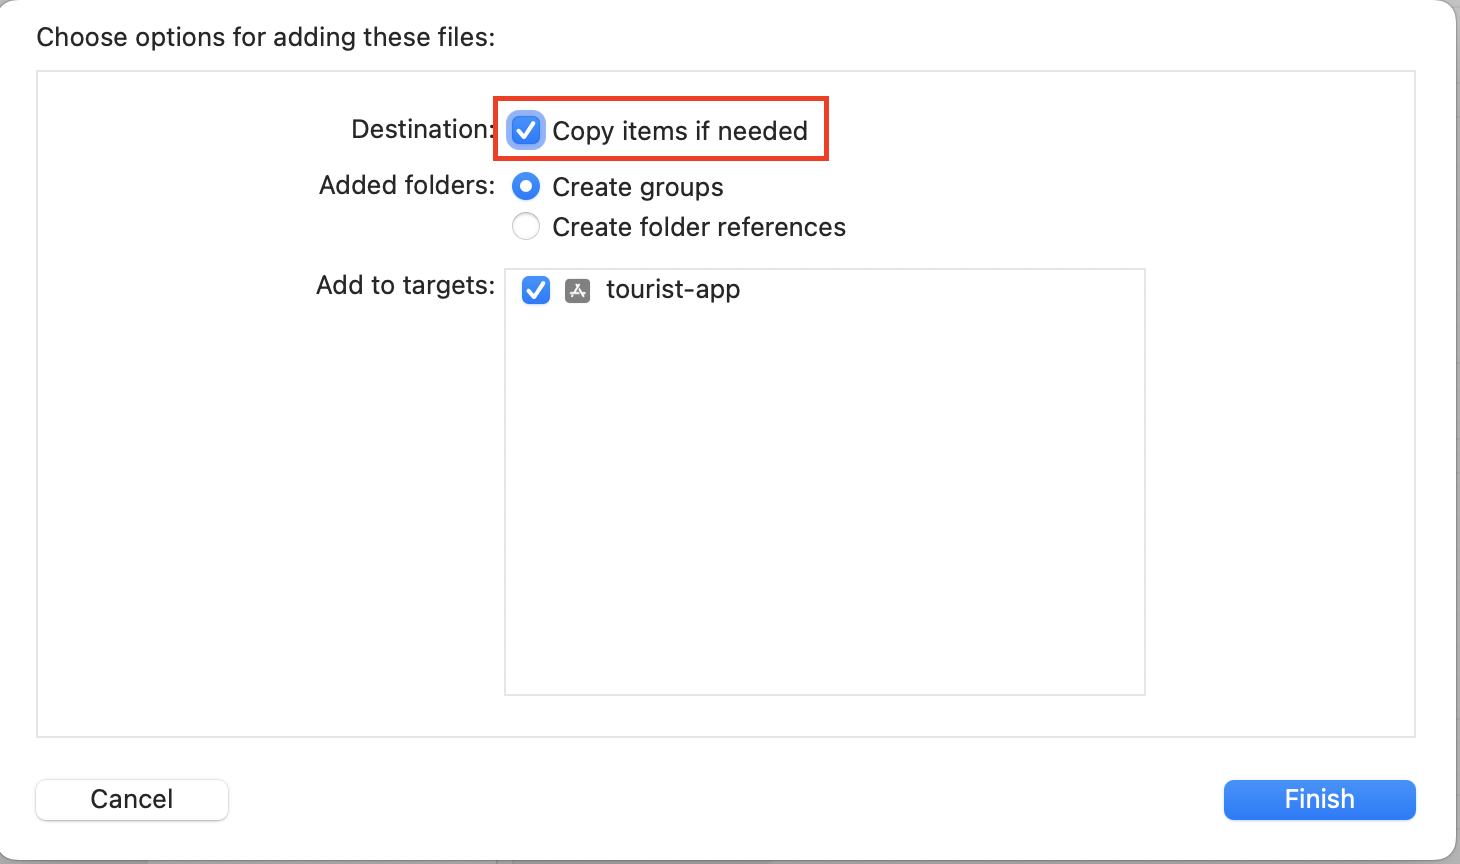 Choose options for adding these files:
Destination: Copy items if needed
Added folders: Create groups
Create folder references
Add to targets: tourist-app
Cancel Finish